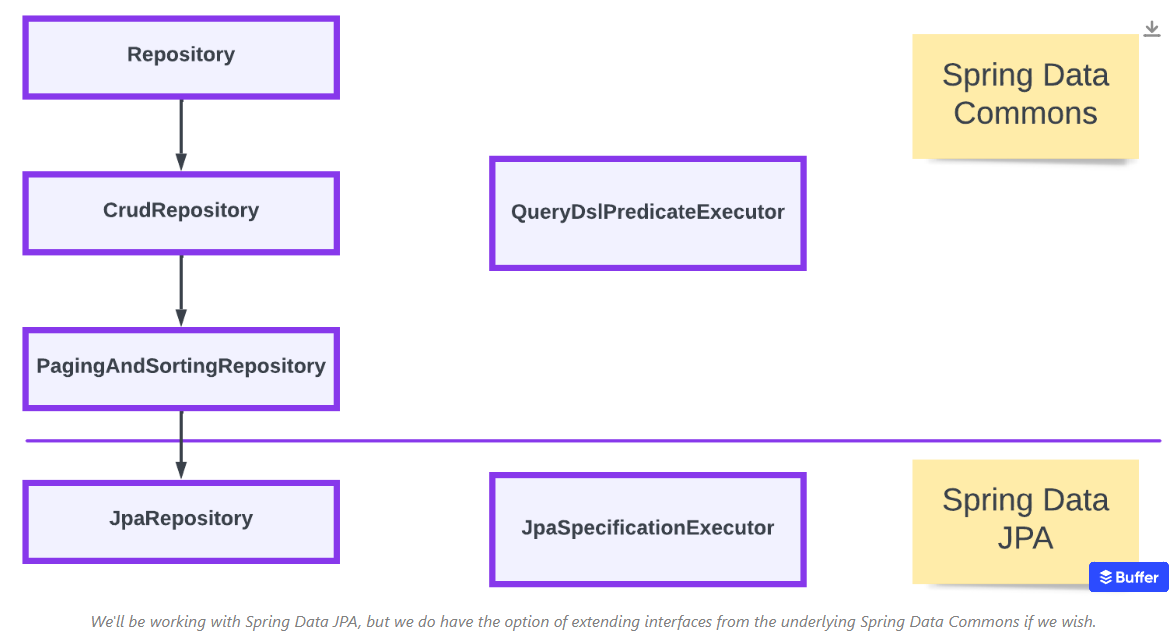 Repository
Spring Data
Commons
CrudRepository
QueryDslPredicateExecutor
PagingAndSortingRepository
JpaRepository
JpaSpecificationExecutor
Spring Data
JPA
Buffer
We'll be working with Spring Data JPA, but we do have the option of extending interfaces from the underlying Spring Data Commons if we wish.